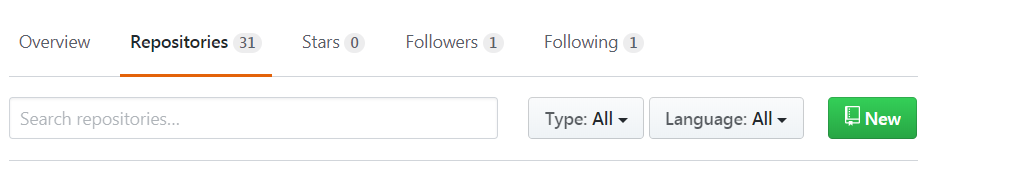 Overview Repositories 31 Stars 0 Followers 1 Following 1
Search repositories... Type: All Language: All New